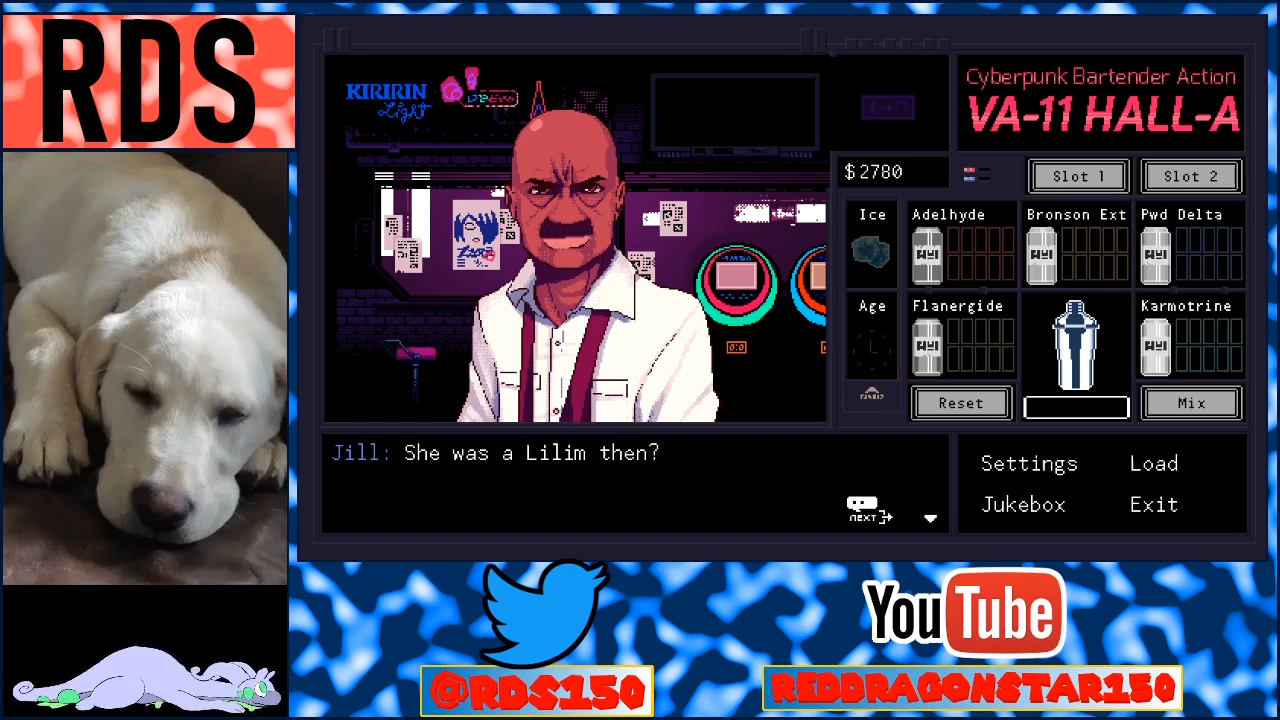 RDS
KIRIRIN
Light
Cyberpunk Bartender Action
VA-11 HALL-A
$2780
Slot 1
Slot 2
Ice
Adelhyde
Bronson Ext
Pwd Delta
Age
Flanergide
Karmotrine
Reset
Mix
Jill: She was a Lilim then?
NEXT
Settings
Load
Jukebox
Exit
YouTube
@RDS150
REDDRAGONSTAR150